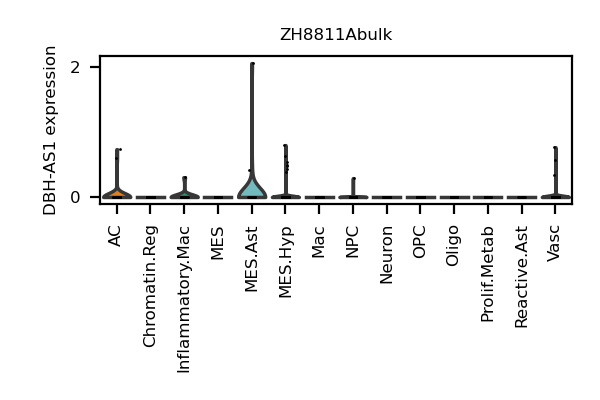 ZH8811Abulk
DBH-AS1 expression
2
0
AC
Chromatin.Reg
Inflammatory.Mac
MES
MES.Ast
MES.Hyp
Mac
NPC
Neuron
OPC
Oligo
Prolif.Metab
Reactive.Ast
Vasc